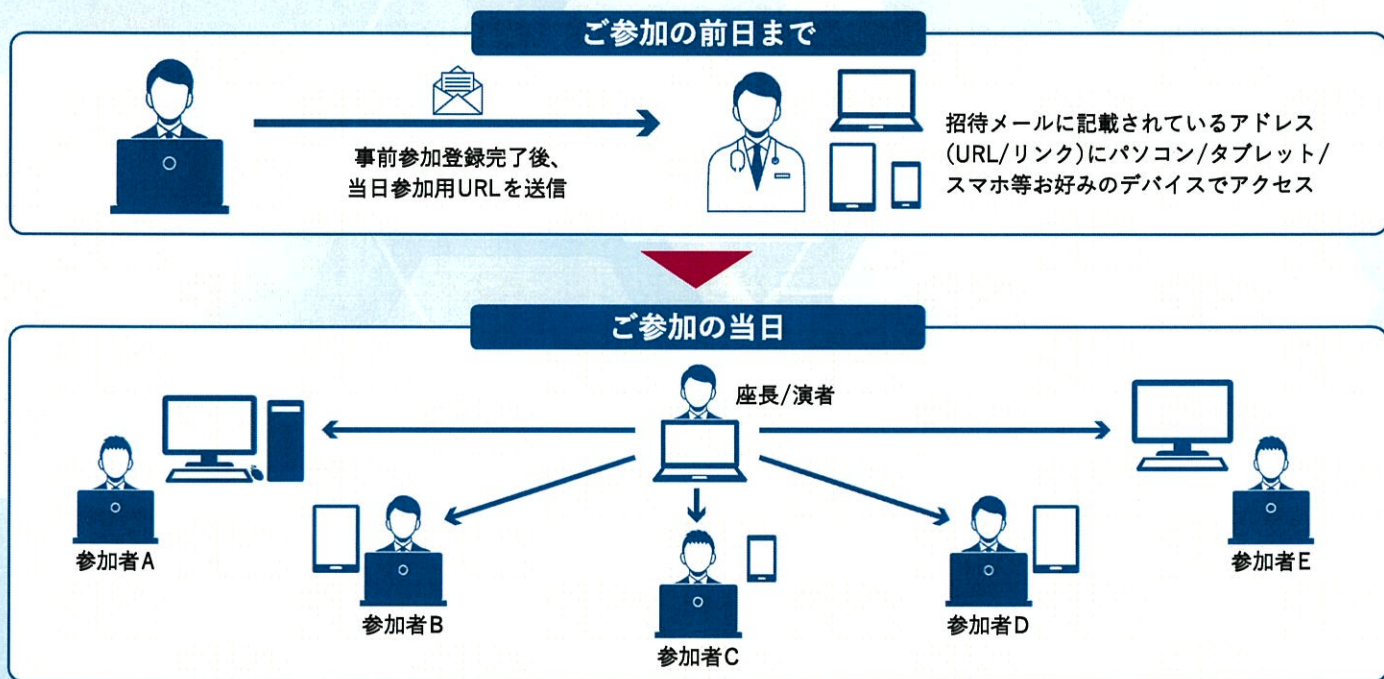 ご参加の前日まで
事前参加登録完了後、
当日参加用URLを送信
招待メールに記載されているアドレス
(URL/リンク)にパソコン/タブレット/
スマホ等お好みのデバイスでアクセス
ご参加の当日
座長/演者
参加者A
参加者B
参加者C
参加者D
参加者E